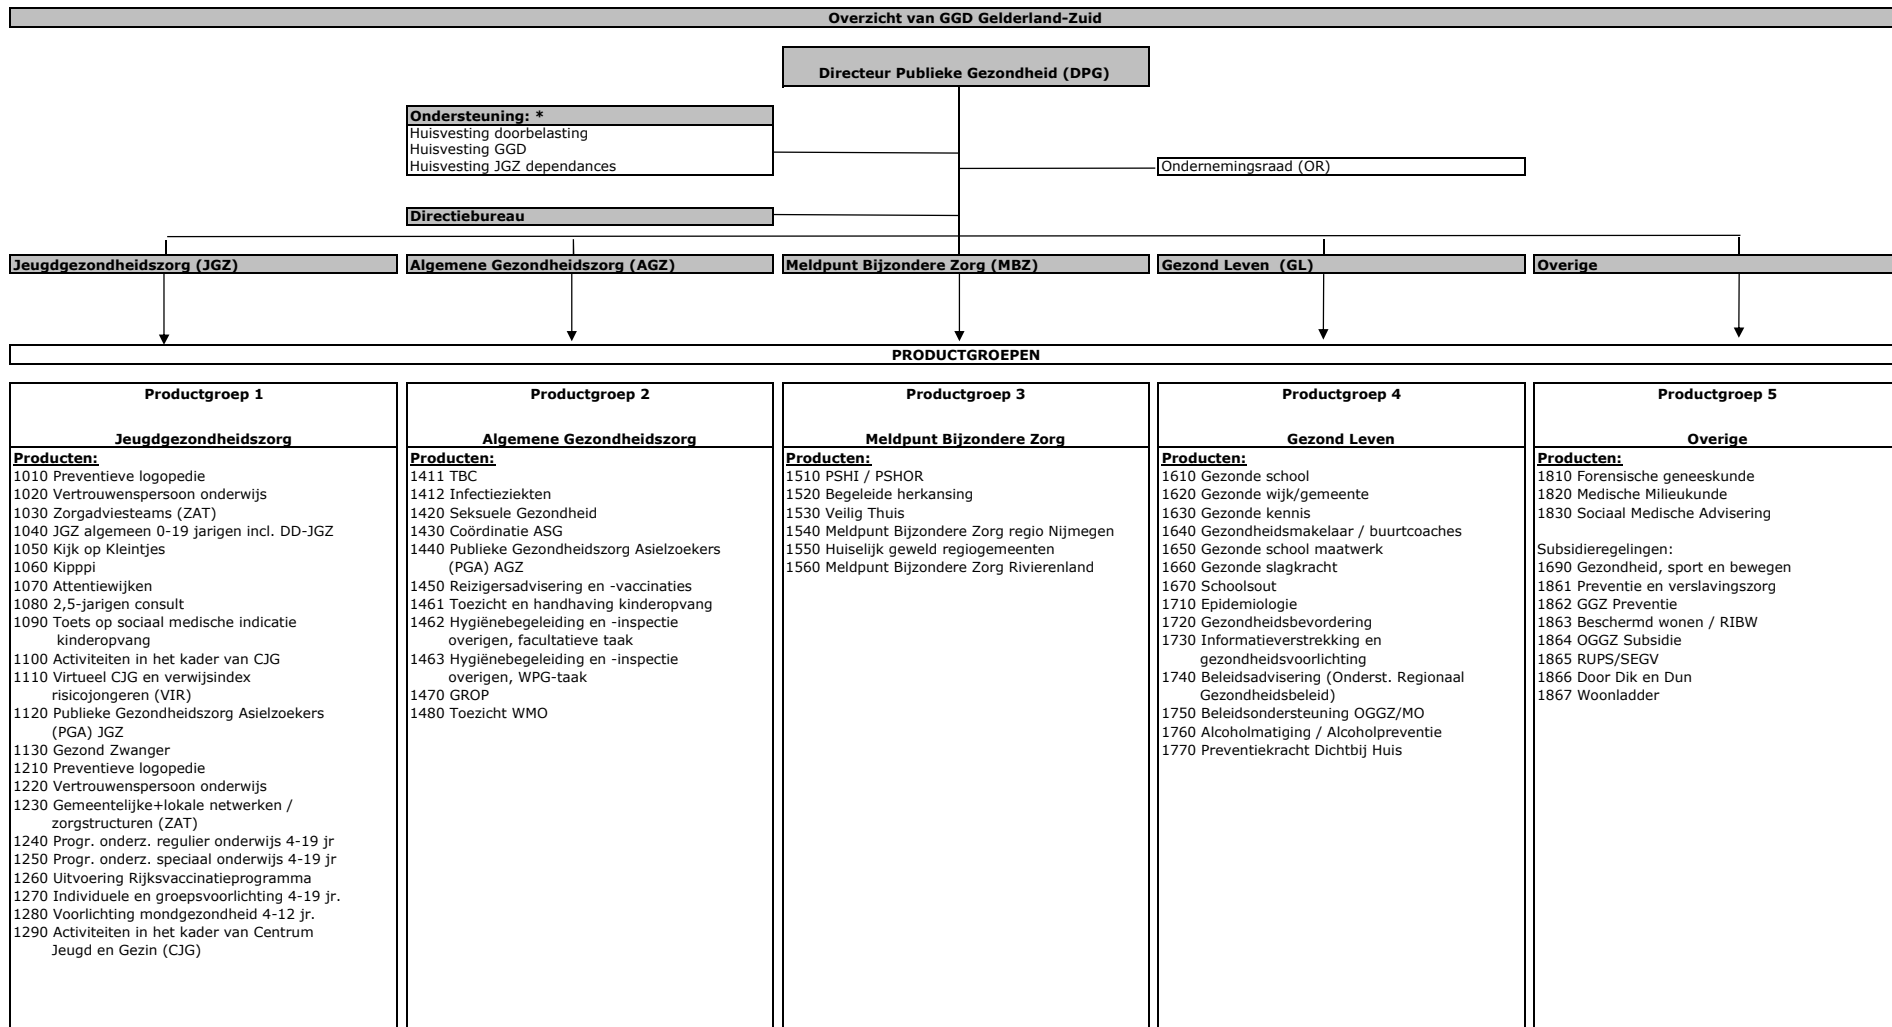 Overzicht van GGD Gelderland-Zuid
Directeur Publieke Gezondheid (DPG)
Ondersteuning: *
Huisvesting doorbelasting
Huisvesting GGD
Huisvesting JGZ dependances
Ondernemingsraad (OR)
Directiebureau
Jeugdgezondheidszorg (JGZ)
Algemene Gezondheidszorg (AGZ)
Meldpunt Bijzondere Zorg (MBZ)
Gezond Leven  (GL)
Overige
PRODUCTGROEPEN
Productgroep 1
Jeugdgezondheidszorg
Producten:
1010 Preventieve logopedie
1020 Vertrouwenspersoon onderwijs
1030 Zorgadviesteams (ZAT)
1040 JGZ algemeen 0-19 jarigen incl. DD-JGZ
1050 Kijk op Kleintjes
1060 Kipppi
1070 Attentiewijken
1080 2,5-jarigen consult
1090 Toets op sociaal medische indicatie
kinderopvang
1100 Activiteiten in het kader van CJG
1110 Virtueel CJG en verwijsindex
risicojongeren (VIR)
1120 Publieke Gezondheidszorg Asielzoekers
(PGA) JGZ
1130 Gezond Zwanger
1210 Preventieve logopedie
1220 Vertrouwenspersoon onderwijs
1230 Gemeentelijke+lokale netwerken /
zorgstructuren (ZAT)
1240 Progr. onderz. regulier onderwijs 4-19 jr
1250 Progr. onderz. speciaal onderwijs 4-19 jr
1260 Uitvoering Rijksvaccinatieprogramma
1270 Individuele en groepsvoorlichting 4-19 jr.
1280 Voorlichting mondgezondheid 4-12 jr.
1290 Activiteiten in het kader van Centrum
Jeugd en Gezin (CJG)
Productgroep 2
Algemene Gezondheidszorg
Producten:
1411 TBC
1412 Infectieziekten
1420 Seksuele Gezondheid
1430 Coördinatie ASG
1440 Publieke Gezondheidszorg Asielzoekers
(PGA) AGZ
1450 Reizigersadvisering en -vaccinaties
1461 Toezicht en handhaving kinderopvang
1462 Hygiënebegeleiding en -inspectie
overigen, facultatieve taak
1463 Hygiënebegeleiding en -inspectie
overigen, WPG-taak
1470 GROP
1480 Toezicht WMO
Productgroep 3
Meldpunt Bijzondere Zorg
Producten:
1510 PSHI / PSHOR
1520 Begeleide herkansing
1530 Veilig Thuis
1540 Meldpunt Bijzondere Zorg regio Nijmegen
1550 Huiselijk geweld regiogemeenten
1560 Meldpunt Bijzondere Zorg Rivierenland
Productgroep 4
Gezond Leven
Producten:
1610 Gezonde school
1620 Gezonde wijk/gemeente
1630 Gezonde kennis
1640 Gezondheidsmakelaar / buurtcoaches
1650 Gezonde school maatwerk
1660 Gezonde slagkracht
1670 Schoolsout
1710 Epidemiologie
1720 Gezondheidsbevordering
1730 Informatieverstrekking en
gezondheidsvoorlichting
1740 Beleidsadvisering (Onderst. Regionaal
Gezondheidsbeleid)
1750 Beleidsondersteuning OGGZ/MO
1760 Alcoholmatiging / Alcoholpreventie
1770 Preventiekracht Dichtbij Huis
Productgroep 5
Overige
Producten:
1810 Forensische geneeskunde
1820 Medische Milieukunde
1830 Sociaal Medische Advisering
Subsidieregelingen:
1690 Gezondheid, sport en bewegen
1861 Preventie en verslavingszorg
1862 GGZ Preventie
1863 Beschermd wonen / RIBW
1864 OGGZ Subsidie
1865 RUPS/SEGV
1866 Door Dik en Dun
1867 Woonladder